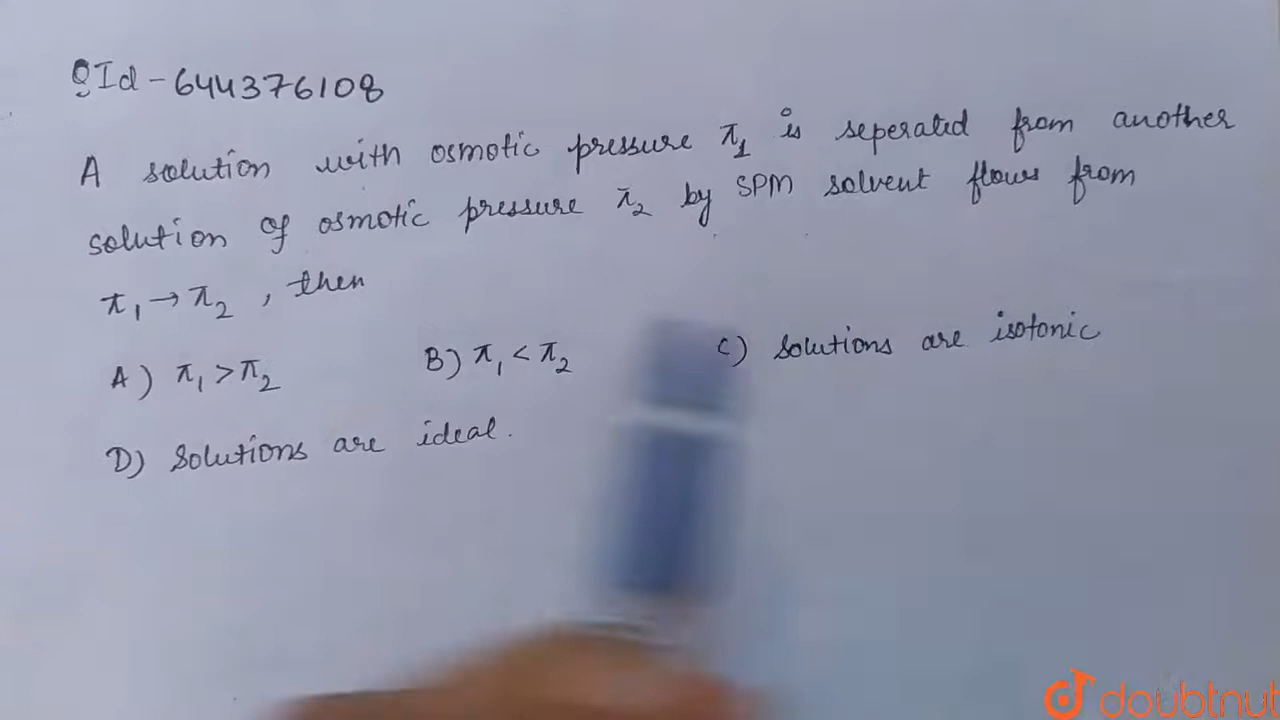 QId-644376108
A solution with osmotic pressure π1 is seperated from another
solution of osmotic pressure π2 by SPM solvent flows from
π1 → π2 , then
A) π1 > π2 B) π1 < π2 C) Solutions are isotonic
D) Solutions are ideal.
doubtnut